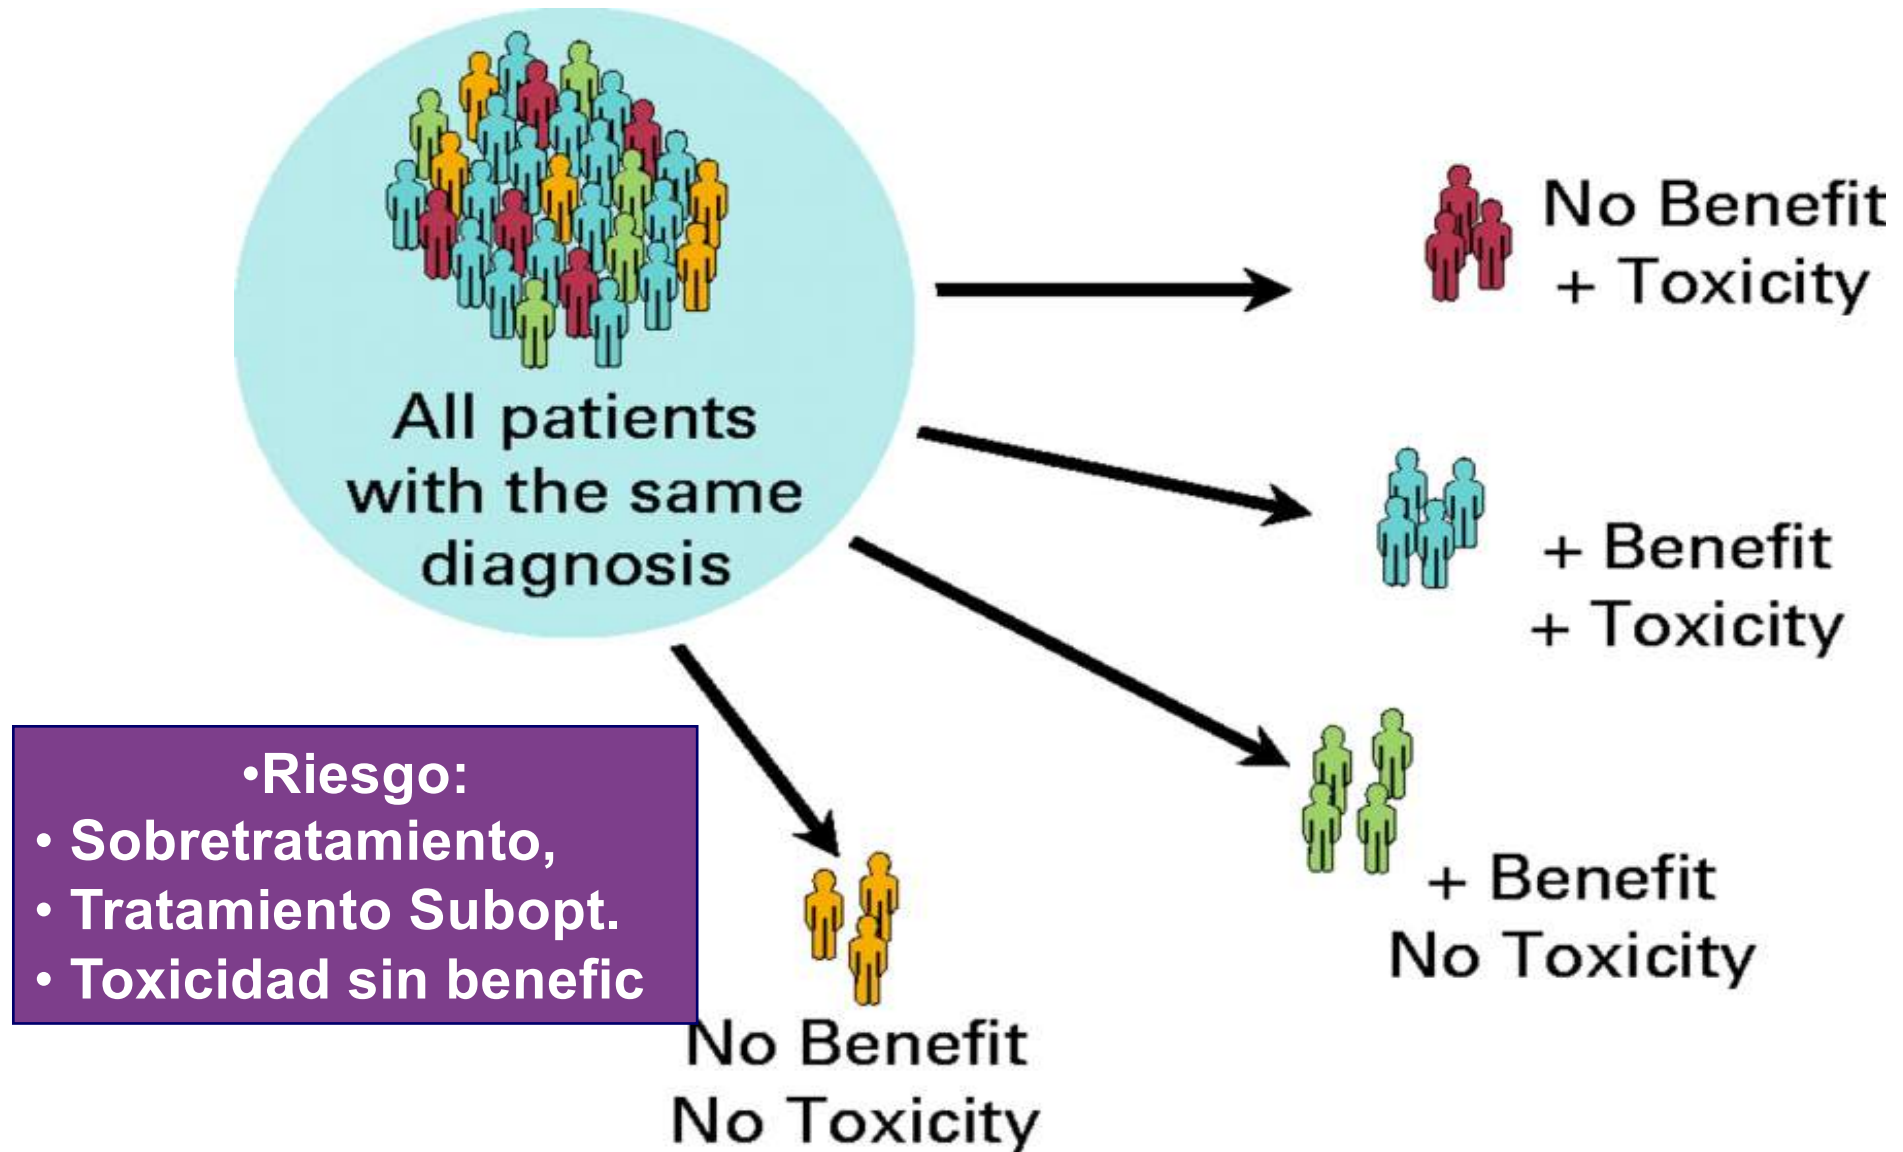 All patients
with the same
diagnosis
No Benefit
+ Toxicity
+ Benefit
+ Toxicity
+ Benefit
No Toxicity
No Benefit
No Toxicity
•Riesgo:
• Sobretratamiento,
• Tratamiento Subopt.
• Toxicidad sin benefic